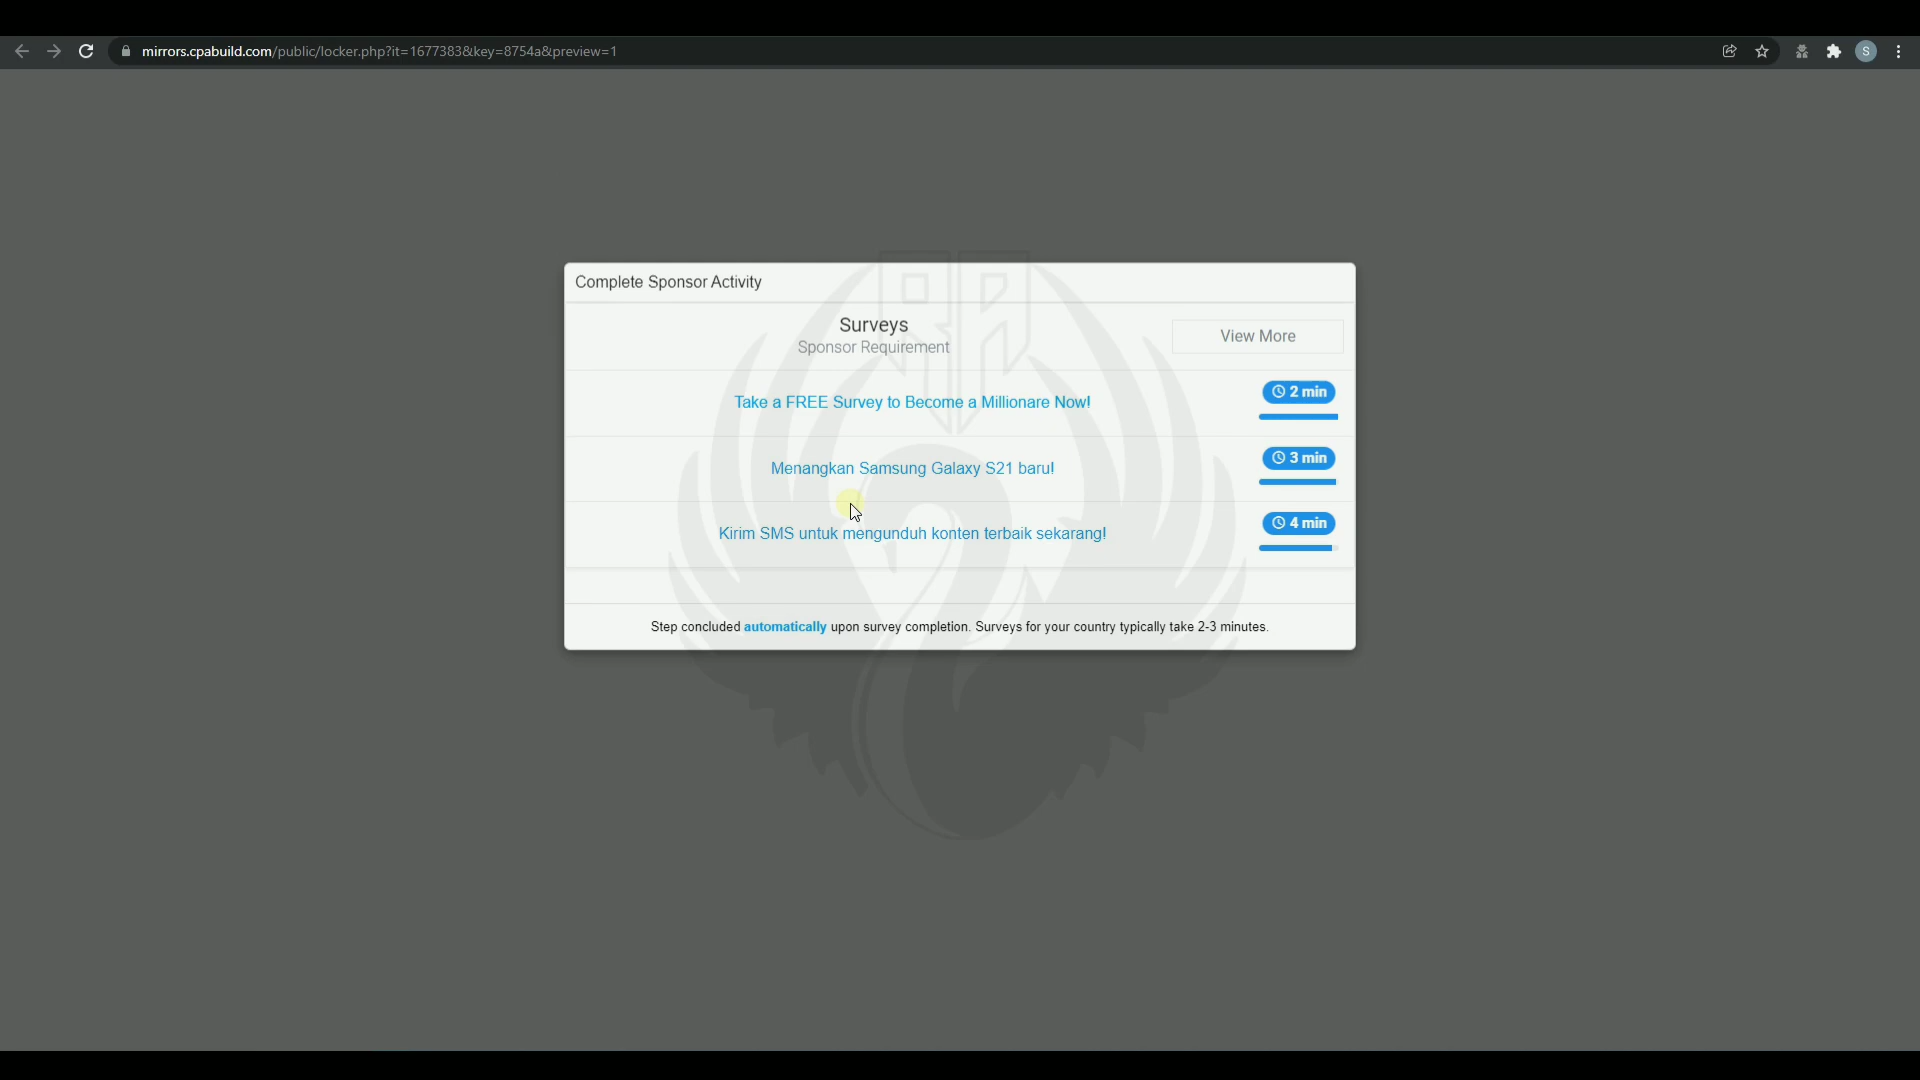 mirrors.cpabuild.com/public/locker.php?it=1677383&key=8754a&preview=1
S
Complete Sponsor Activity
Surveys
Sponsor Requirement
View More
Take a FREE Survey to Become a Millionare Now!
2 min
Menangkan Samsung Galaxy S21 baru!
3 min
Kirim SMS untuk mengunduh konten terbaik sekarang!
4 min
Step concluded automatically upon survey completion. Surveys for your country typically take 2-3 minutes.